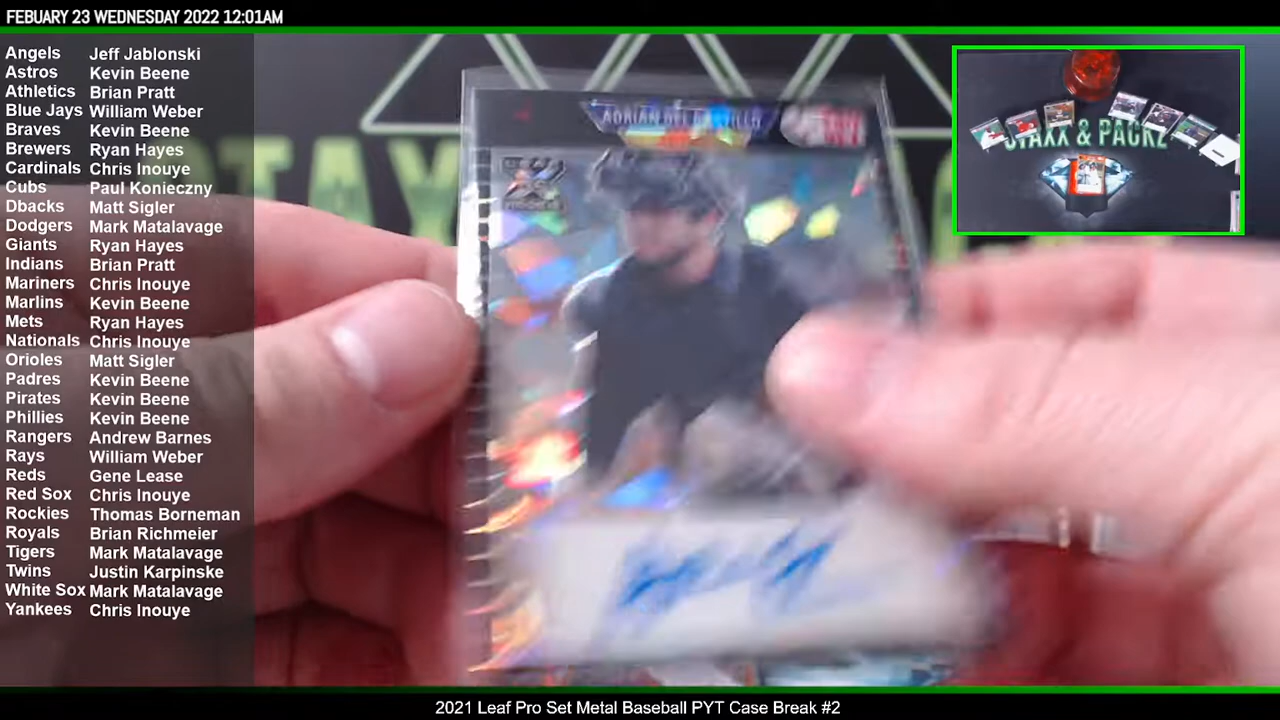 FEBUARY 23 WEDNESDAY 2022 12:01AM
Angels Jeff Jablonski
Astros Kevin Beene
Athletics Brian Pratt
Blue Jays William Weber
Braves Kevin Beene
Brewers Ryan Hayes
Cardinals Chris Inouye
Cubs Paul Konieczny
Dbacks Matt Sigler
Dodgers Mark Matalavage
Giants Ryan Hayes
Indians Brian Pratt
Mariners Chris Inouye
Marlins Kevin Beene
Mets Ryan Hayes
Nationals Chris Inouye
Orioles Matt Sigler
Padres Kevin Beene
Pirates Kevin Beene
Phillies Kevin Beene
Rangers Andrew Barnes
Rays William Weber
Reds Gene Lease
Red Sox Chris Inouye
Rockies Thomas Borneman
Royals Brian Richmeier
Tigers Mark Matalavage
Twins Justin Karpinske
White Sox Mark Matalavage
Yankees Chris Inouye
ADRIAN DEL
STAXX & PACKZ
2021 Leaf Pro Set Metal Baseball PYT Case Break #2